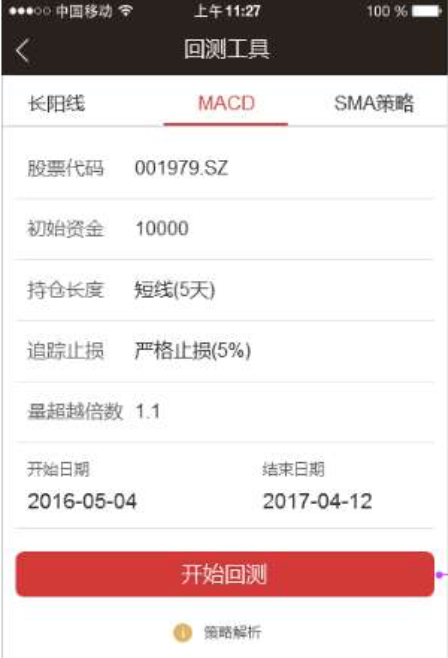 中国移动 上午11:27 100 %
回测工具
长阳线 MACD SMA策略
股票代码 001979.SZ
初始资金 10000
持仓长度 短线(5天)
追踪止损 严格止损(5%)
量超越倍数 1.1
开始日期 结束日期
2016-05-04 2017-04-12
开始回测
策略解析